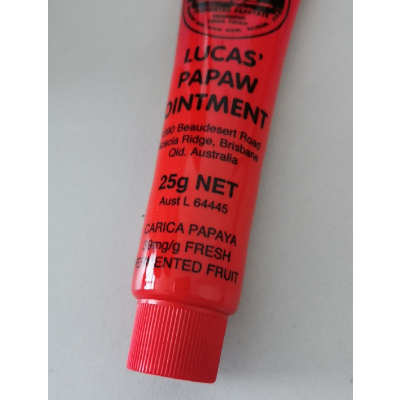 LUCAS'
PAPAW
OINTMENT
Beaudesert Road
Acacia Ridge, Brisbane
Qld. Australia
25g NET
Aust L 64445
CARICA PAPAYA
39mg/g FRESH
FERMENTED FRUIT